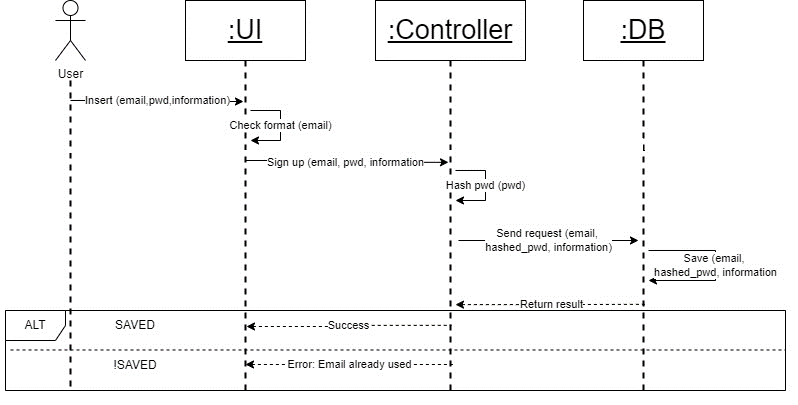 :UI
:Controller
:DB
User
Insert (email,pwd,information)
Check format (email)
Sign up (email, pwd, information
Hash pwd (pwd)
Send request (email,
hashed_pwd, information)
Save (email,
hashed_pwd, information
Return result
ALT
SAVED
Success
!SAVED
Error: Email already used